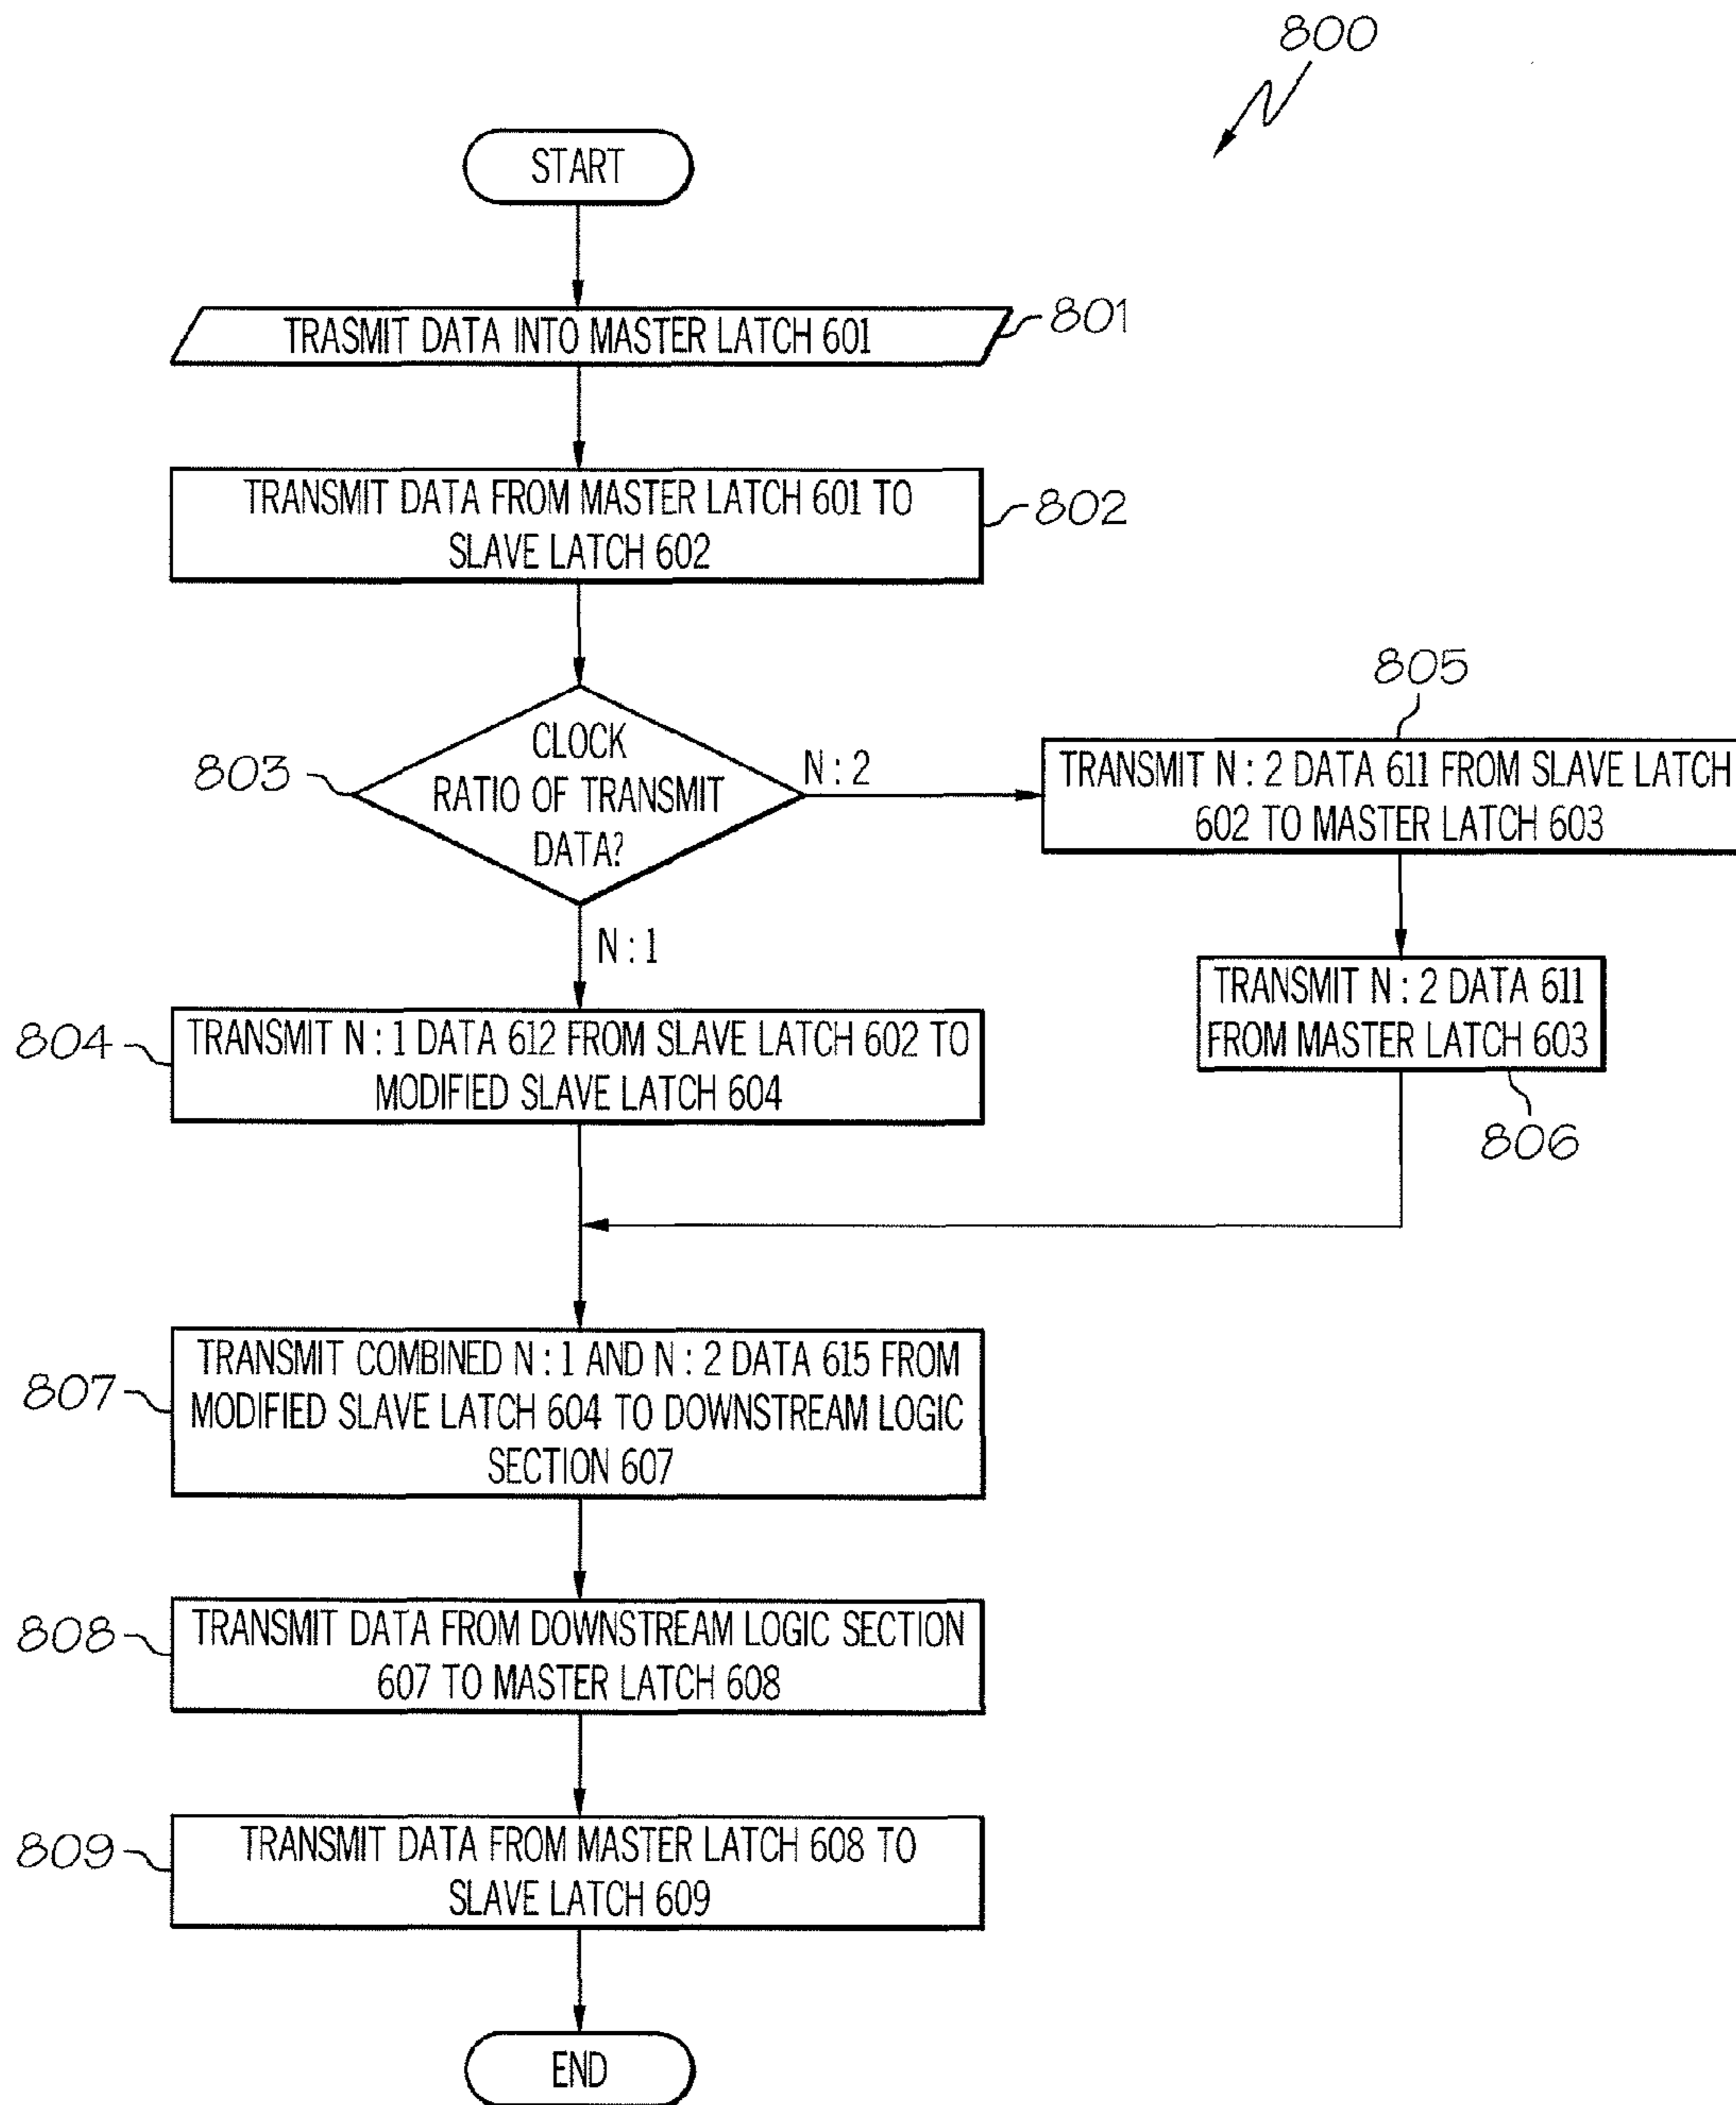 800
START
TRASMIT DATA INTO MASTER LATCH 601
801
TRANSMIT DATA FROM MASTER LATCH 601 TO
SLAVE LATCH 602
802
803
CLOCK
RATIO OF TRANSMIT
DATA?
N : 2
N : 1
805
TRANSMIT N : 2 DATA 611 FROM SLAVE LATCH
602 TO MASTER LATCH 603
TRANSMIT N : 2 DATA 611
FROM MASTER LATCH 603
806
804
TRANSMIT N : 1 DATA 612 FROM SLAVE LATCH 602 TO
MODIFIED SLAVE LATCH 604
807
TRANSMIT COMBINED N : 1 AND N : 2 DATA 615 FROM
MODIFIED SLAVE LATCH 604 TO DOWNSTREAM LOGIC
SECTION 607
808
TRANSMIT DATA FROM DOWNSTREAM LOGIC SECTION
607 TO MASTER LATCH 608
809
TRANSMIT DATA FROM MASTER LATCH 608 TO
SLAVE LATCH 609
END